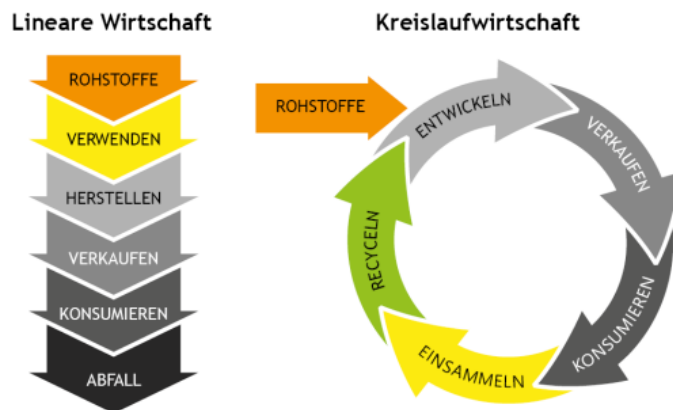 Lineare Wirtschaft
ROHSTOFFE
VERWENDEN
HERSTELLEN
VERKAUFEN
KONSUMIEREN
ABFALL
Kreislaufwirtschaft
ROHSTOFFE
ENTWICKELN
VERKAUFEN
KONSUMIEREN
EINSAMMELN
RECYCELN